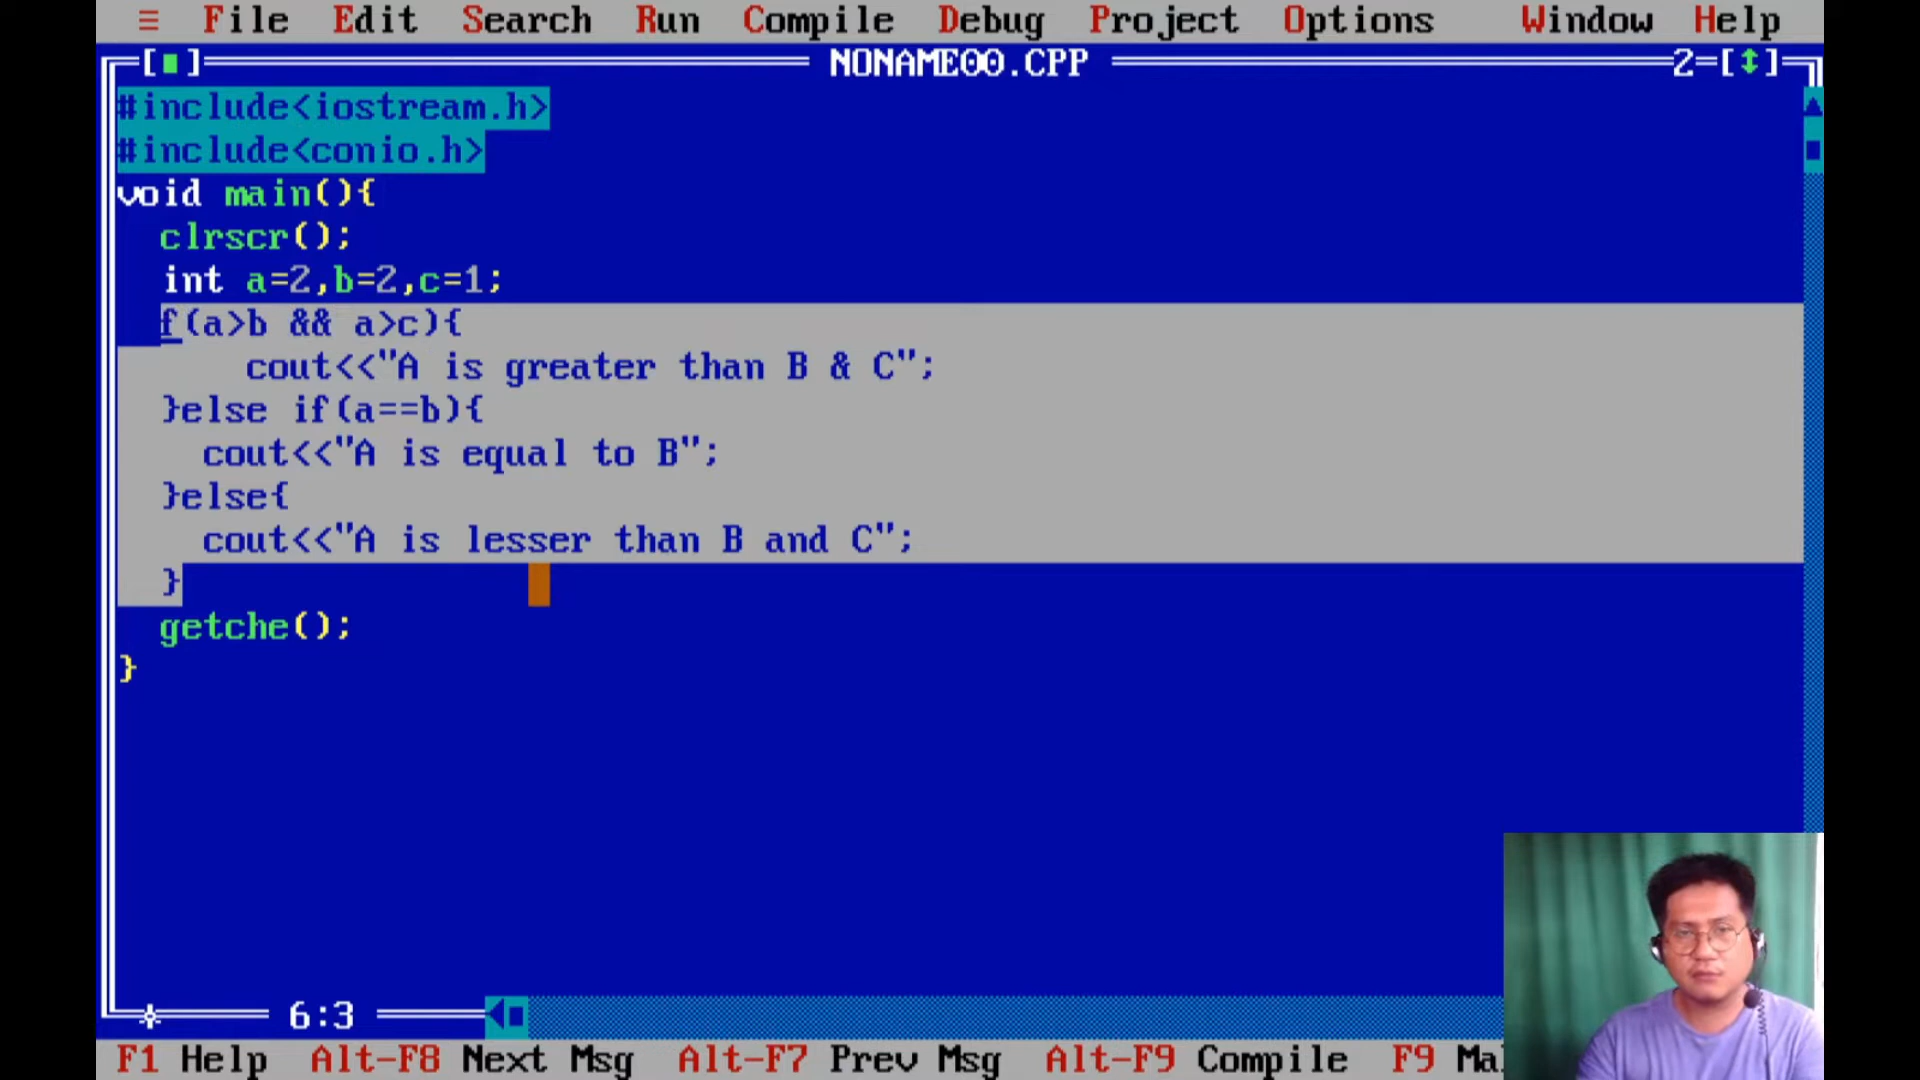 ≡ File Edit Search Run Compile Debug Project Options Window Help
[■] NONAME00.CPP 2=[↕]
#include<iostream.h>
#include<conio.h>
void main(){
clrscr();
int a=2,b=2,c=1;
f(a>b && a>c){
cout<<"A is greater than B & C";
}else if(a==b){
cout<<"A is equal to B";
}else{
cout<<"A is lesser than B and C";
}
getche();
}
6:3
F1 Help Alt-F8 Next Msg Alt-F7 Prev Msg Alt-F9 Compile F9 Ma